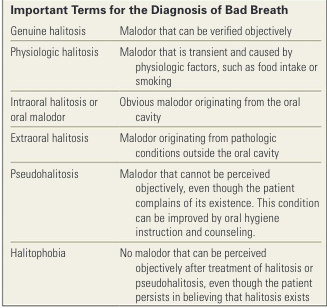 Important Terms for the Diagnosis of Bad Breath
Genuine halitosis Malodor that can be verified objectively
Physiologic halitosis Malodor that is transient and caused by
physiologic factors, such as food intake or
smoking
Intraoral halitosis or Obvious malodor originating from the oral
oral malodor cavity
Extraoral halitosis Malodor originating from pathologic
conditions outside the oral cavity
Pseudohalitosis Malodor that cannot be perceived
objectively, even though the patient
complains of its existence. This condition
can be improved by oral hygiene
instruction and counseling.
Halitophobia No malodor that can be perceived
objectively after treatment of halitosis or
pseudohalitosis, even though the patient
persists in believing that halitosis exists